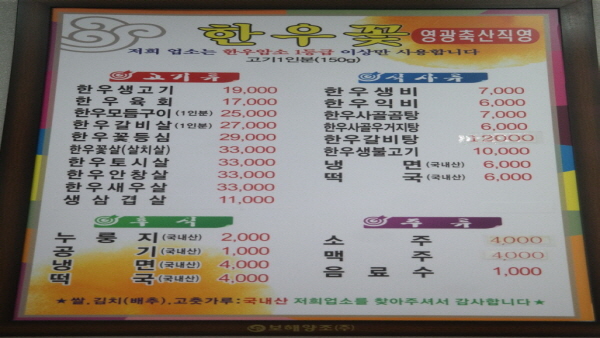 한우꽃 영광축산직영
저희 업소는 한우암소 1등급 이상만 사용합니다
고기1인분(150g)
고기류
한우생고기 19,000
한우육회 17,000
한우모듬구이(1인분) 25,000
한우갈비살(1인분) 27,000
한우꽃등심 29,000
한우꽃살(살치살) 33,000
한우토시살 33,000
한우안창살 33,000
한우새우살 33,000
생삼겹살 11,000
식사류
한우생비 7,000
한우익비 6,000
한우사골곰탕 7,000
한우사골우거지탕 6,000
한우갈비탕
한우생불고기 10,000
냉면(국내산) 6,000
떡국(국내산) 6,000
후식
누룽지(국내산) 2,000
공기(국내산) 1,000
냉면(국내산) 4,000
떡국(국내산) 4,000
주류
소주 4,000
맥주 4,000
음료수 1,000
★쌀,김치(배추),고춧가루:국내산 저희업소를 찾아주셔서 감사합니다★
보해양조(주)